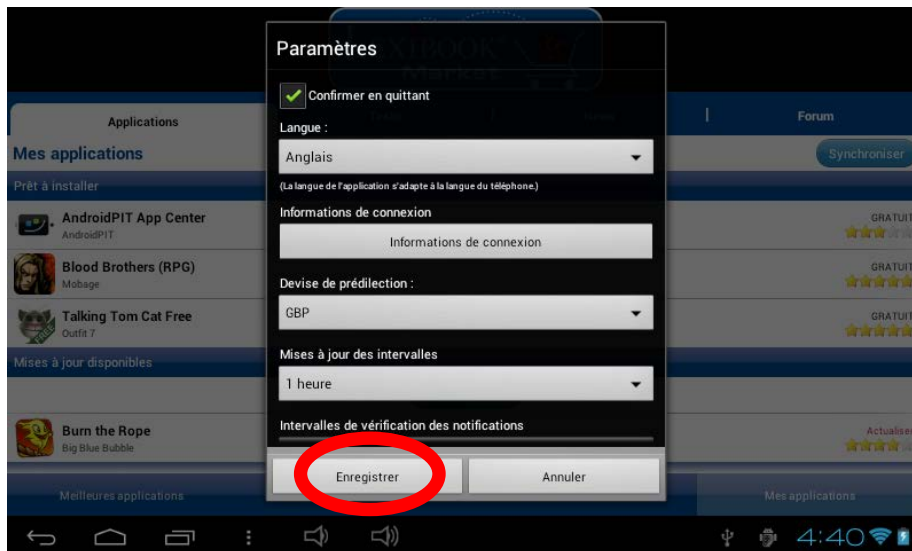 Paramètres
Confirmer en quittant
Langue :
Anglais
(La langue de l'application s'adapte à la langue du téléphone.)
Informations de connexion
Informations de connexion
Devise de prédilection :
GBP
Mises à jour des intervalles
1 heure
Intervalles de vérification des notifications
Enregistrer Annuler
TEXTBOOK
Market
Applications Forum
Mes applications Synchroniser
Prêt à installer
AndroidPIT App Center GRATUIT
AndroidPIT
Blood Brothers (RPG) GRATUIT
Mobage
Talking Tom Cat Free GRATUIT
Outfit 7
Mises à jour disponibles
Burn the Rope Actualiser
Big Blue Bubble
Meilleures applications Mes applications
4:40